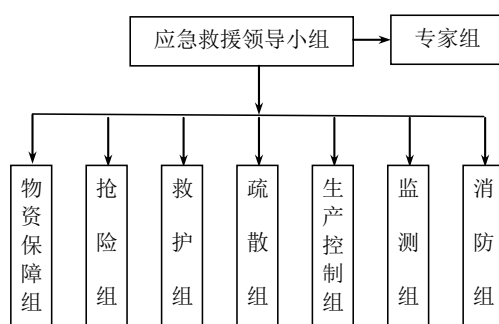 应急救援领导小组
专家组
物资保障组
抢险组
救护组
疏散组
生产控制组
监测组
消防组